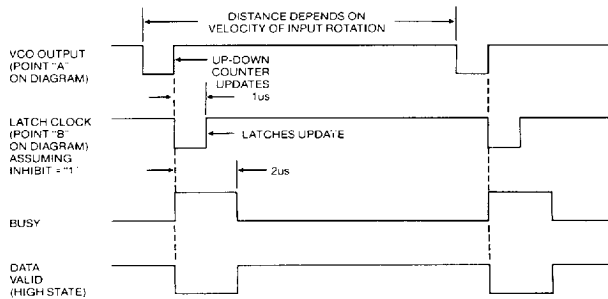 DISTANCE DEPENDS ON
VELOCITY OF INPUT ROTATION
VCO OUTPUT
(POINT "A"
ON DIAGRAM)
UP-DOWN
COUNTER
UPDATES
1us
LATCH CLOCK
(POINT "B"
ON DIAGRAM)
ASSUMING
INHIBIT = "1"
LATCHES UPDATE
2us
BUSY
DATA
VALID
(HIGH STATE)